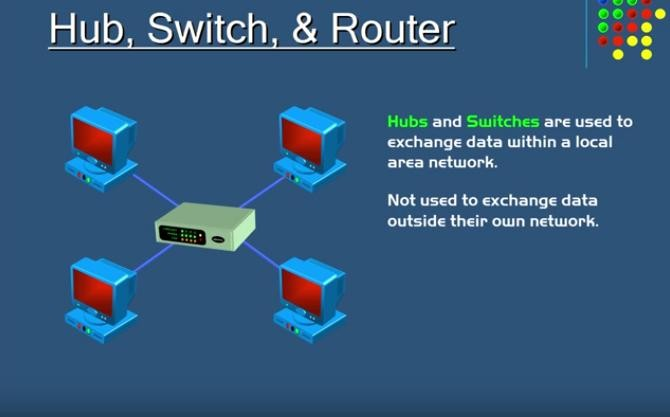 Hub, Switch, & Router
Hubs and Switches are used to
exchange data within a local
area network.
Not used to exchange data
outside their own network.